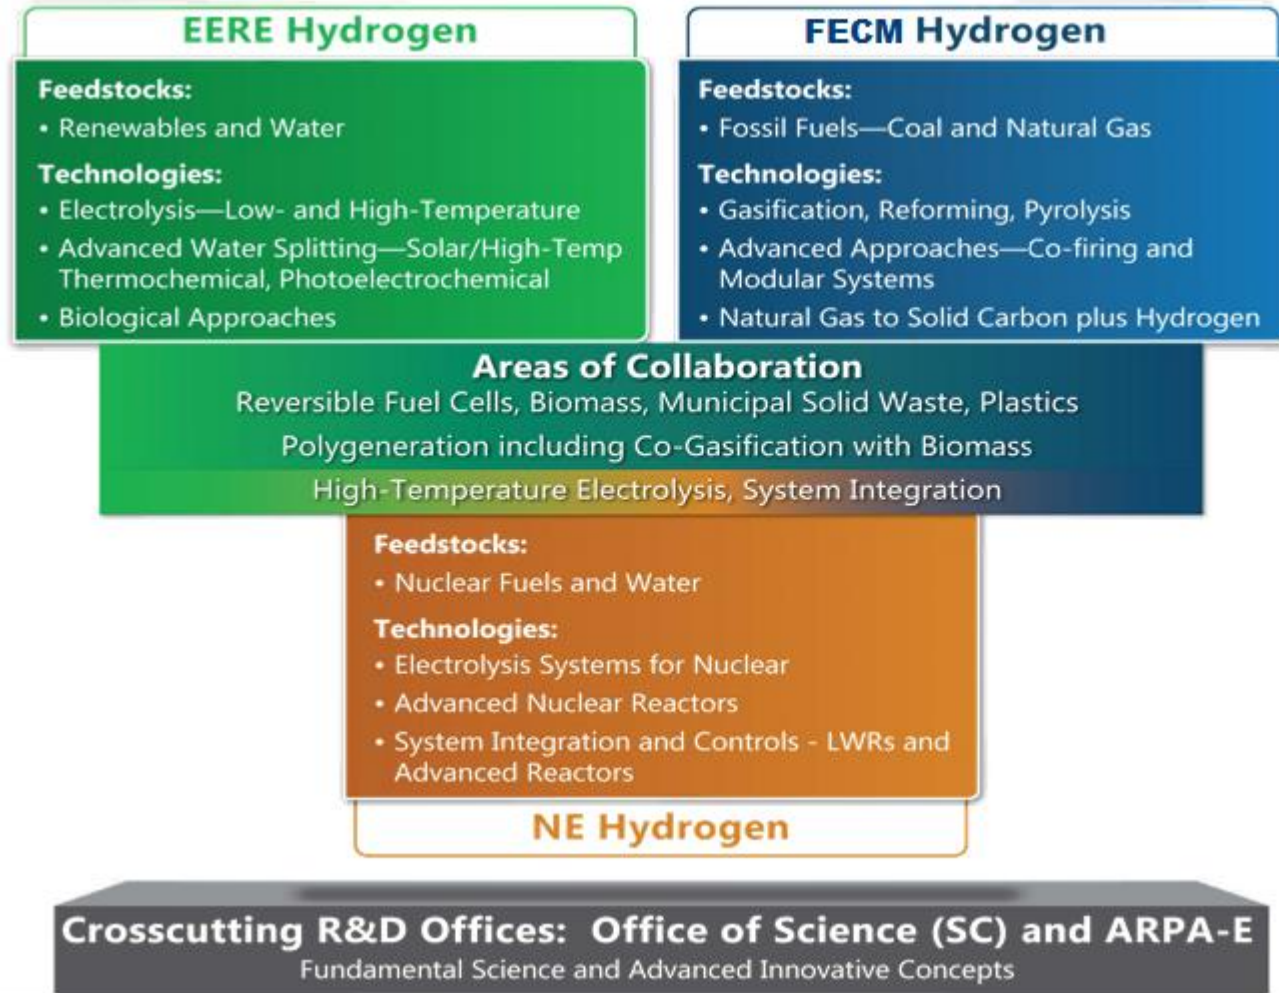 EERE Hydrogen
Feedstocks:
• Renewables and Water
Technologies:
• Electrolysis—Low- and High-Temperature
• Advanced Water Splitting—Solar/High-Temp
Thermochemical, Photoelectrochemical
• Biological Approaches
FECM Hydrogen
Feedstocks:
• Fossil Fuels—Coal and Natural Gas
Technologies:
• Gasification, Reforming, Pyrolysis
• Advanced Approaches—Co-firing and
Modular Systems
• Natural Gas to Solid Carbon plus Hydrogen
Areas of Collaboration
Reversible Fuel Cells, Biomass, Municipal Solid Waste, Plastics
Polygeneration including Co-Gasification with Biomass
High-Temperature Electrolysis, System Integration
Feedstocks:
• Nuclear Fuels and Water
Technologies:
• Electrolysis Systems for Nuclear
• Advanced Nuclear Reactors
• System Integration and Controls - LWRs and
Advanced Reactors
NE Hydrogen
Crosscutting R&D Offices:  Office of Science (SC) and ARPA-E
Fundamental Science and Advanced Innovative Concepts